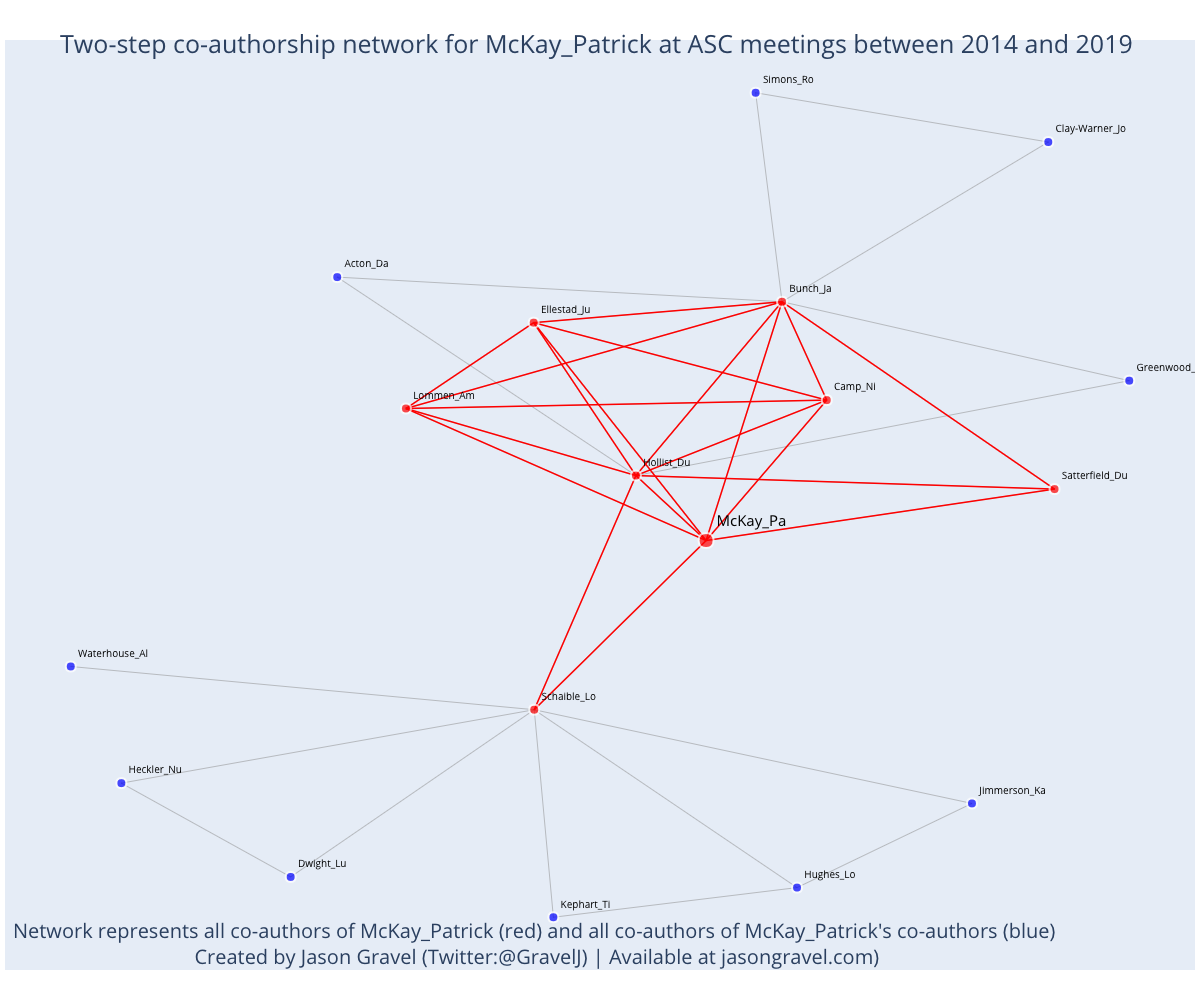 Two-step co-authorship network for McKay_Patrick at ASC meetings between 2014 and 2019
Simons_Ro
Clay-Warner_Jo
Acton_Da
Bunch_Ja
Ellestad_Ju
Greenwood_
Camp_Ni
Lommen_Am
Hollist_Du
Satterfield_Du
McKay_Pa
Waterhouse_Al
Schaible_Lo
Heckler_Nu
Jimmerson_Ka
Dwight_Lu
Hughes_Lo
Kephart_Ti
Network represents all co-authors of McKay_Patrick (red) and all co-authors of McKay_Patrick's co-authors (blue)
Created by Jason Gravel (Twitter:@GravelJ) | Available at jasongravel.com)